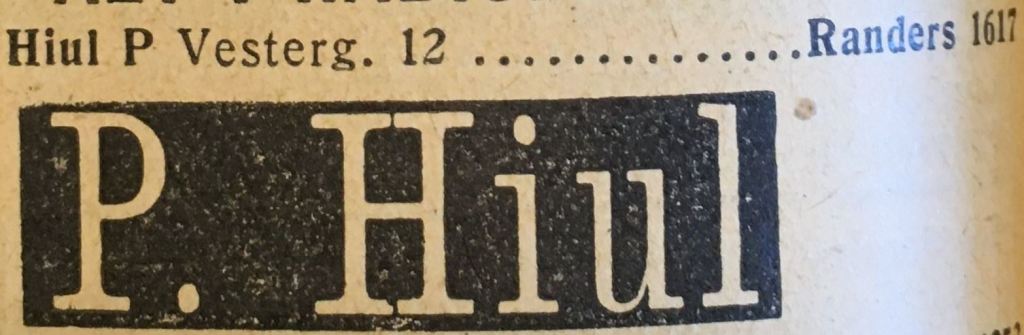 Hiul P Vesterg. 12 ...............Randers 1617
P. Hiul